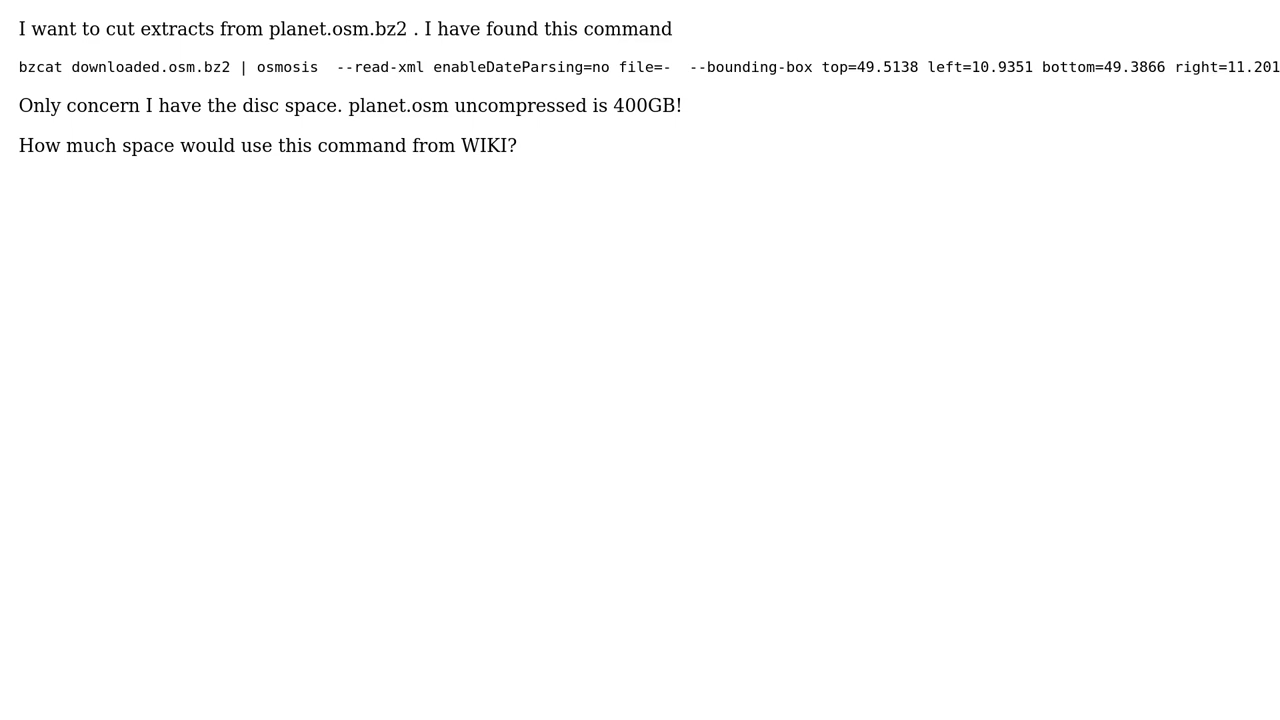 I want to cut extracts from planet.osm.bz2 . I have found this command
bzcat downloaded.osm.bz2 | osmosis  --read-xml enableDateParsing=no file=-  --bounding-box top=49.5138 left=10.9351 bottom=49.3866 right=11.201
Only concern I have the disc space. planet.osm uncompressed is 400GB!
How much space would use this command from WIKI?